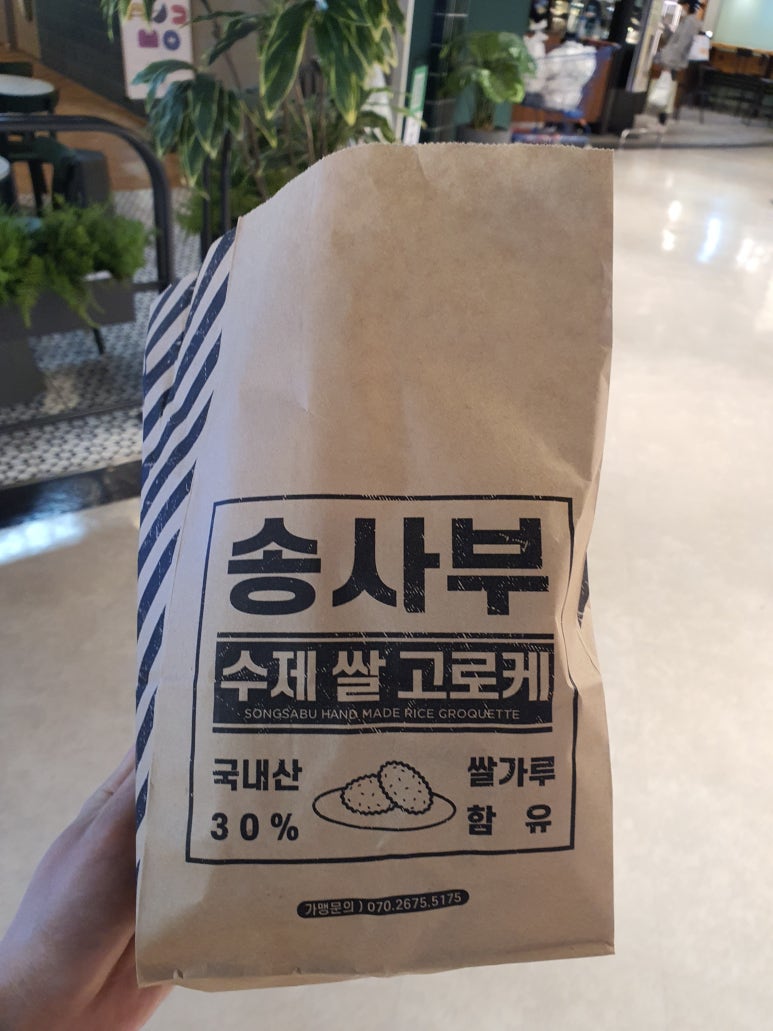 송사부
수제 쌀 고로케
SONGSABU HAND MADE RICE GROQUETTE
국내산 쌀가루
30% 함 유
가맹문의 ) 070.2675.5175